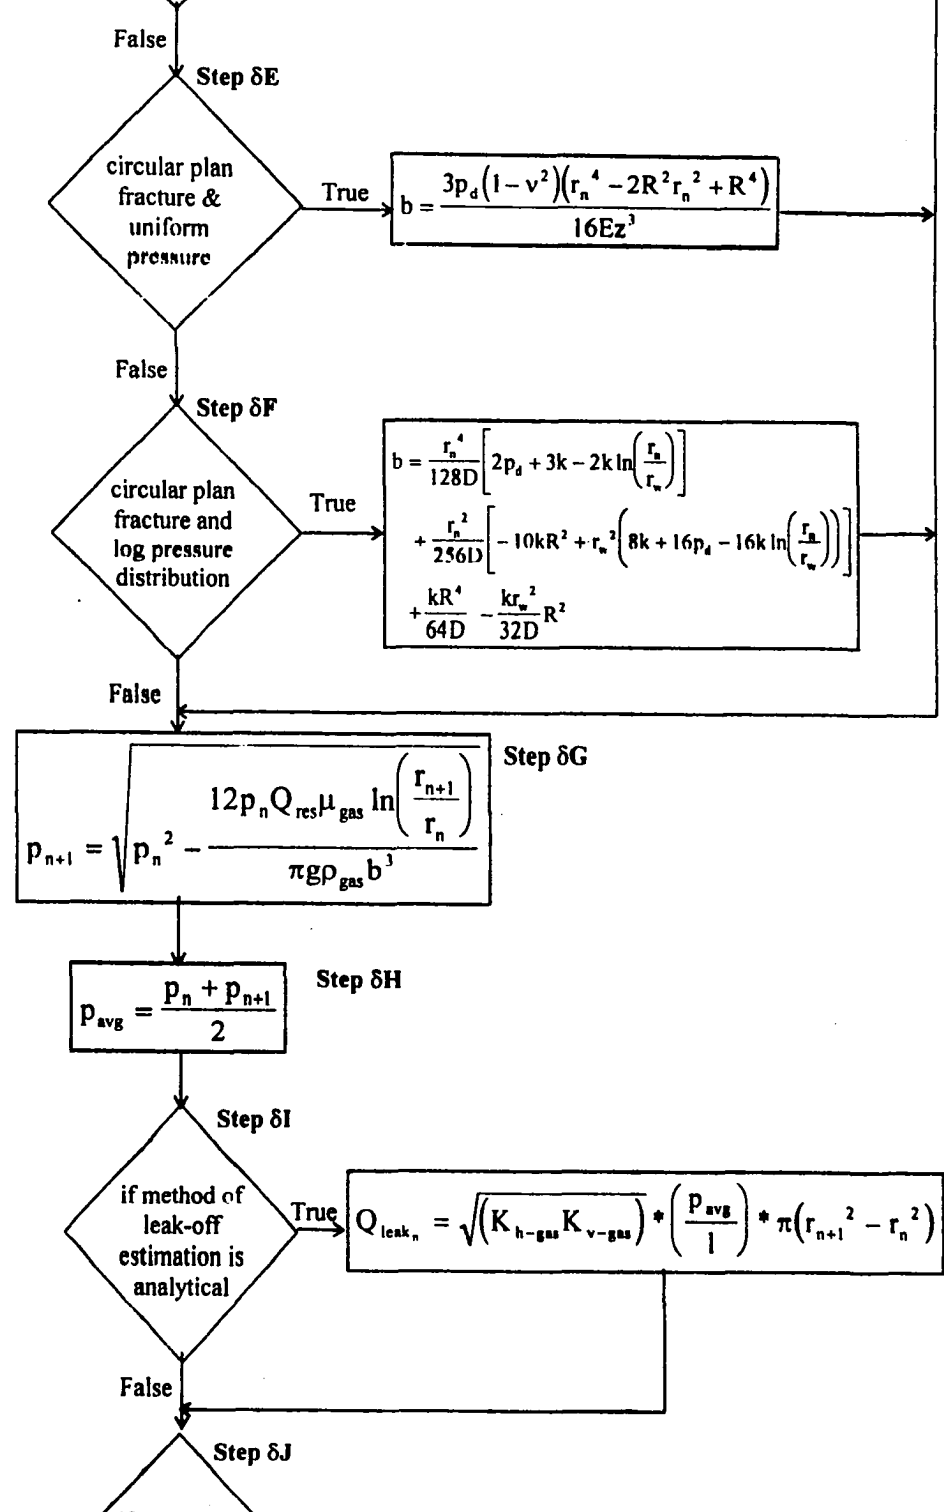 False
Step δE
circular plan
fracture &
uniform
pressure
True
b = 3p_d(1 − ν²)(r_n⁴ − 2R²r_n² + R⁴) / 16Ez³
False
Step δF
circular plan
fracture and
log pressure
distribution
True
b = r_n⁴/128D [2p_d + 3k − 2k ln(r_n/r_w)]
+ r_n²/256D [− 10kR² + r_w²(8k + 16p_d − 16k ln(r_n/r_w))]
+ kR⁴/64D − kr_w²/32D R²
False
Step δG
p_{n+1} = √(p_n² − 12p_nQ_resμ_gas ln(r_{n+1}/r_n) / πgρ_gas b³)
Step δH
p_avg = (p_n + p_{n+1}) / 2
Step δI
if method of
leak-off
estimation is
analytical
True
Q_{leak_n} = √(K_{h-gas}K_{v-gas}) * (p_avg/l) * π(r_{n+1}² − r_n²)
False
Step δJ